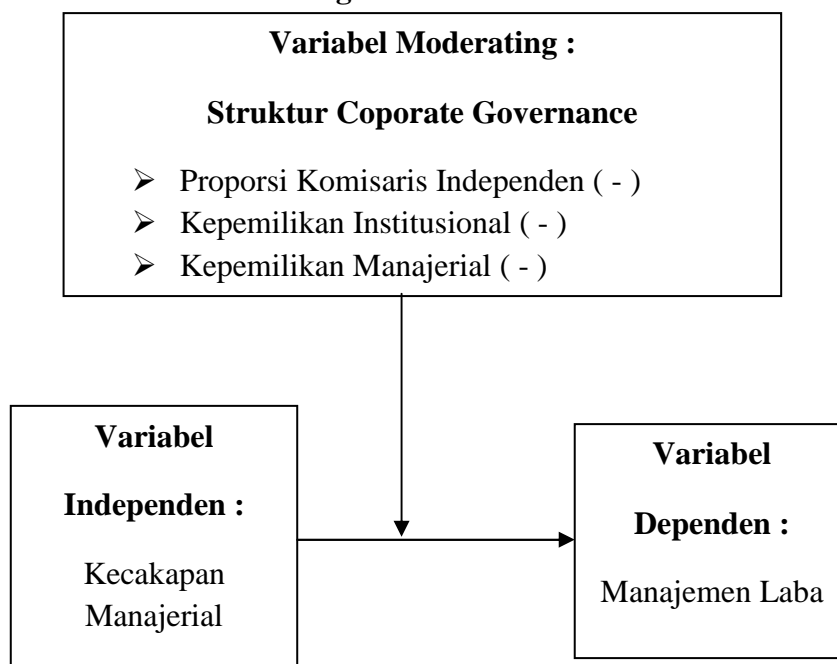 Variabel Moderating :
Struktur Coporate Governance
➢ Proporsi Komisaris Independen ( - )
➢ Kepemilikan Institusional ( - )
➢ Kepemilikan Manajerial ( - )
Variabel
Independen :
Kecakapan
Manajerial
Variabel
Dependen :
Manajemen Laba